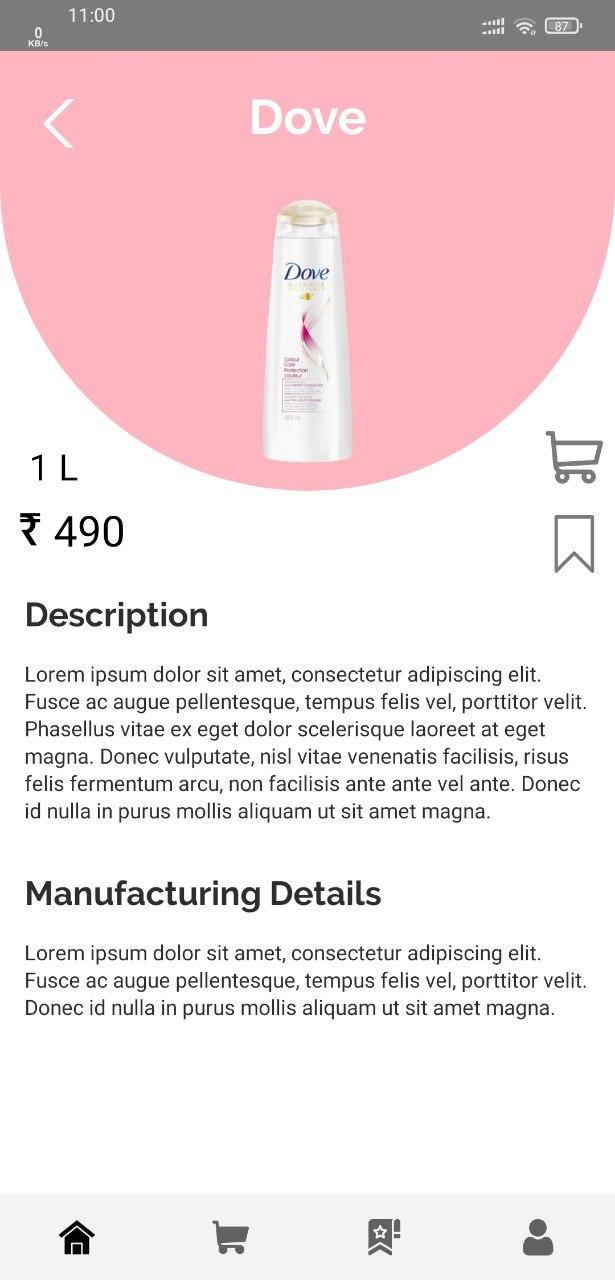 11:00
0
KB/s
87
Dove
Dove
Colour
Care
Protection
couleur
1 L
₹ 490
Description
Lorem ipsum dolor sit amet, consectetur adipiscing elit.
Fusce ac augue pellentesque, tempus felis vel, porttitor velit.
Phasellus vitae ex eget dolor scelerisque laoreet at eget
magna. Donec vulputate, nisl vitae venenatis facilisis, risus
felis fermentum arcu, non facilisis ante ante vel ante. Donec
id nulla in purus mollis aliquam ut sit amet magna.
Manufacturing Details
Lorem ipsum dolor sit amet, consectetur adipiscing elit.
Fusce ac augue pellentesque, tempus felis vel, porttitor velit.
Donec id nulla in purus mollis aliquam ut sit amet magna.